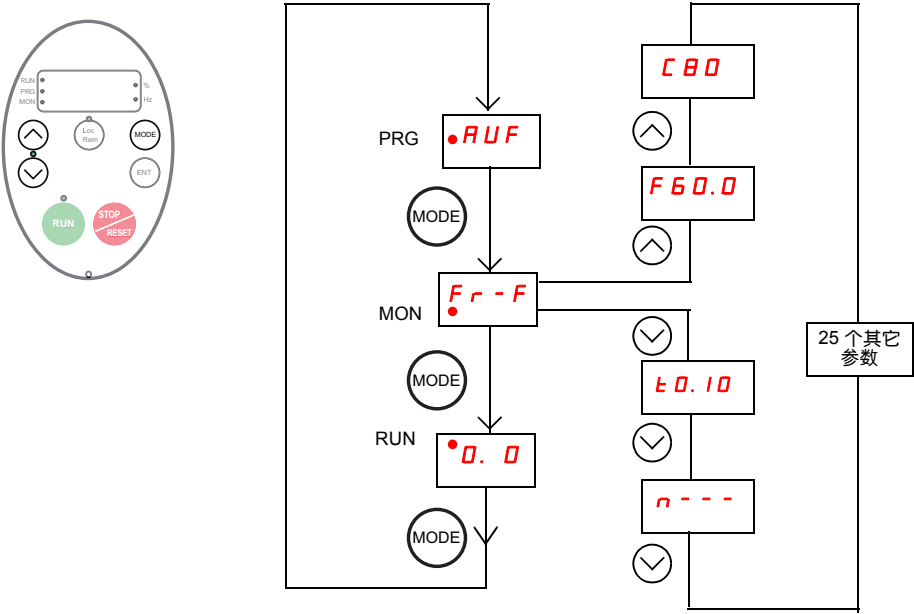 RUN
PRG
MON
%
Hz
Loc
Rem
MODE
ENT
RUN
STOP
RESET
PRG
AUF
MODE
MON
Fr-F
MODE
RUN
0. 0
MODE
C80
F60.0
t0.10
n---
25 个其它
参数